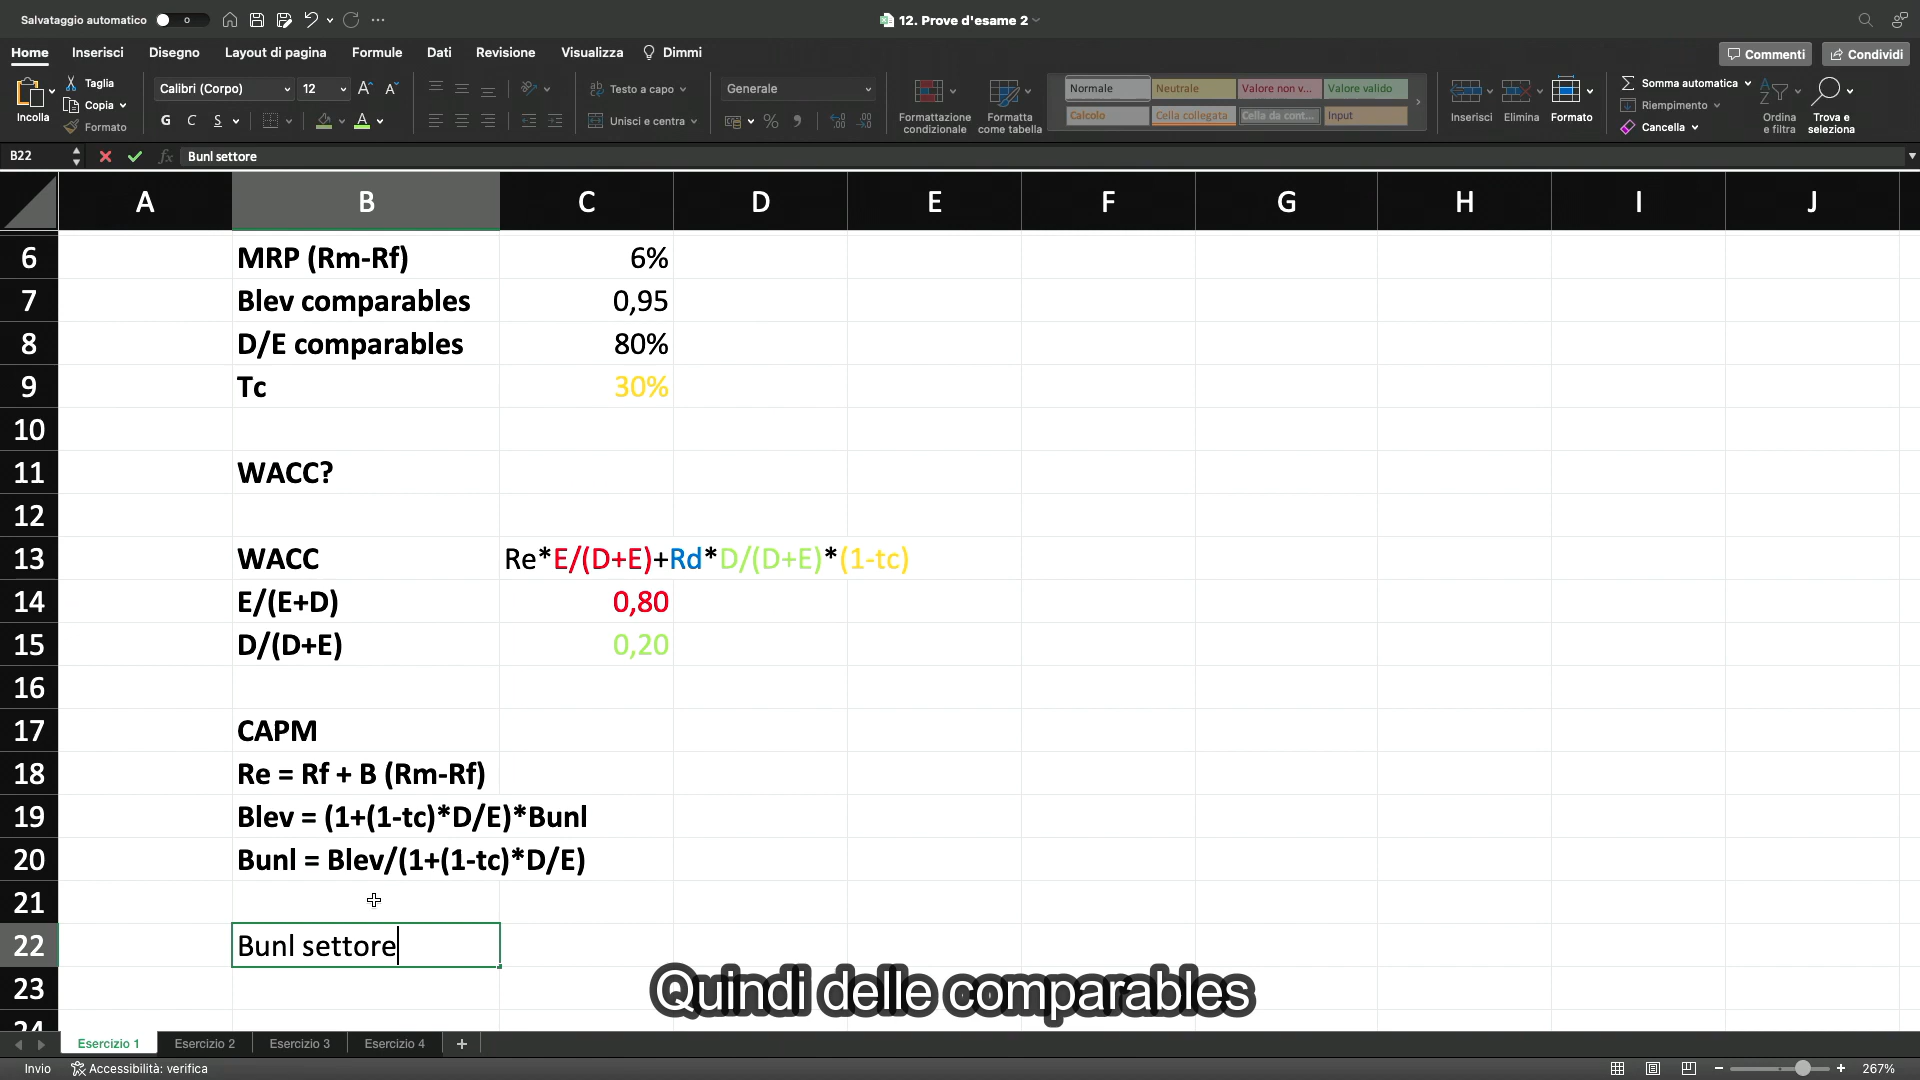 Salvataggio automatico
12. Prove d'esame 2
Home Inserisci Disegno Layout di pagina Formule Dati Revisione Visualizza Dimmi
Commenti Condividi
Incolla Taglia Copia Formato
Calibri (Corpo) 12
G C S
Testo a capo
Unisci e centra
Generale
Formattazione condizionale
Formatta come tabella
Normale Neutrale Valore non v... Valore valido
Calcolo Cella collegata Cella da cont... Input
Inserisci Elimina Formato
Somma automatica
Riempimento
Cancella
Ordina e filtra
Trova e seleziona
B22 fx Bunl settore
A B C D E F G H I J
6 MRP (Rm-Rf) 6%
7 Blev comparables 0,95
8 D/E comparables 80%
9 Tc 30%
10
11 WACC?
12
13 WACC Re*E/(D+E)+Rd*D/(D+E)*(1-tc)
14 E/(E+D) 0,80
15 D/(D+E) 0,20
16
17 CAPM
18 Re = Rf + B (Rm-Rf)
19 Blev = (1+(1-tc)*D/E)*Bunl
20 Bunl = Blev/(1+(1-tc)*D/E)
21
22 Bunl settore
23
24
Quindi delle comparables
Esercizio 1 Esercizio 2 Esercizio 3 Esercizio 4 +
Invio Accessibilità: verifica 267%